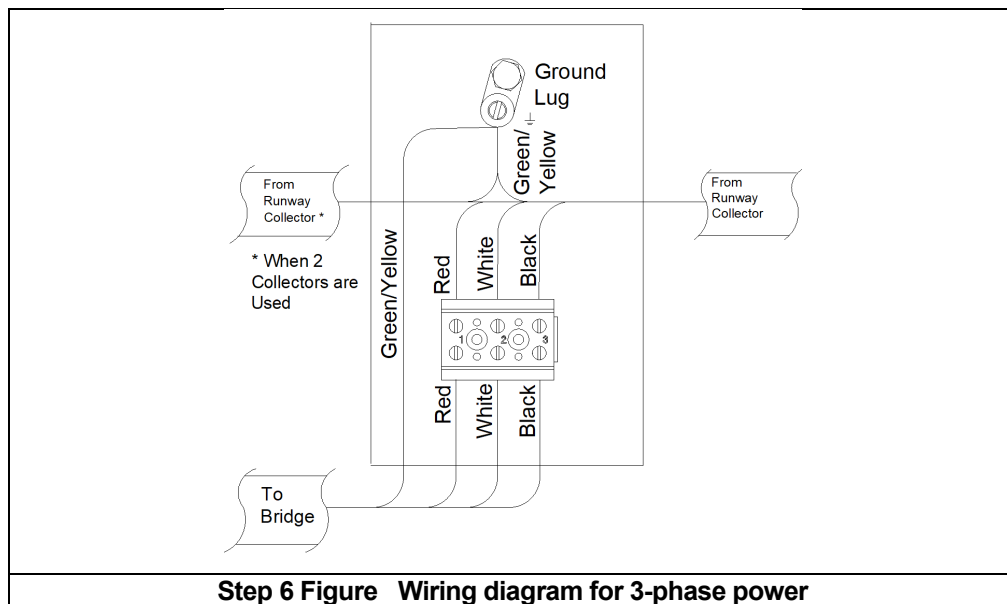 Ground
Lug
Green/
Yellow
From
Runway
Collector *
From
Runway
Collector
* When 2
Collectors are
Used
Green/Yellow
Red
White
Black
1
2
3
Red
White
Black
To
Bridge
Step 6 Figure Wiring diagram for 3-phase power